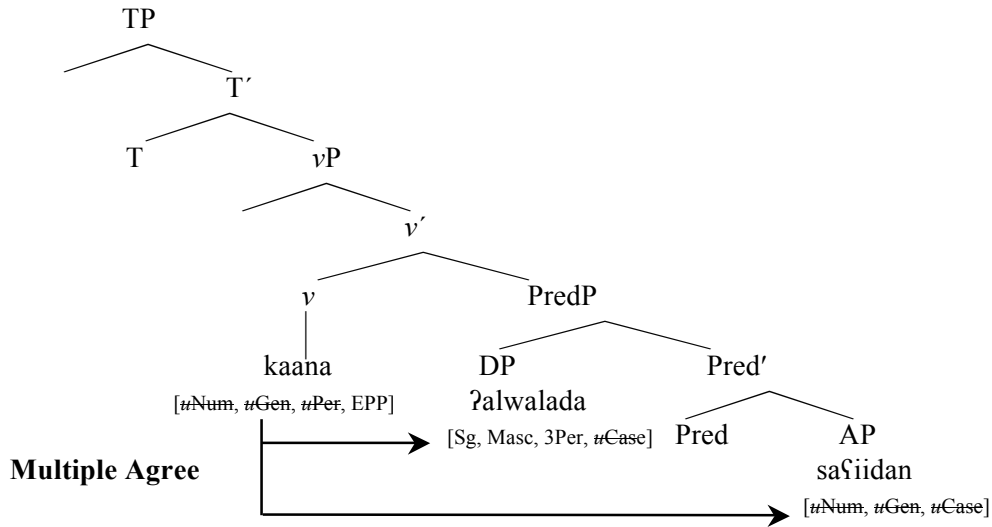 TP
T´
T vP
v´
v PredP
kaana DP Pred′
[uNum, uGen, uPer, EPP] ʔalwalada
[Sg, Masc, 3Per, uCase] Pred AP
Multiple Agree saʕiidan
[uNum, uGen, uCase]